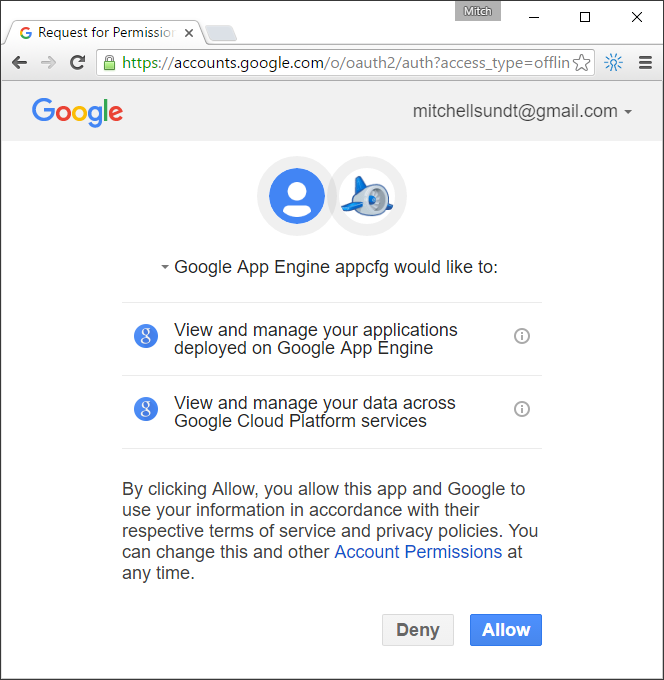 Mitch
Request for Permission
https://accounts.google.com/o/oauth2/auth?access_type=offlin
Google
mitchellsundt@gmail.com
Google App Engine appcfg would like to:
View and manage your applications
deployed on Google App Engine
View and manage your data across
Google Cloud Platform services
By clicking Allow, you allow this app and Google to
use your information in accordance with their
respective terms of service and privacy policies. You
can change this and other Account Permissions at
any time.
Deny
Allow